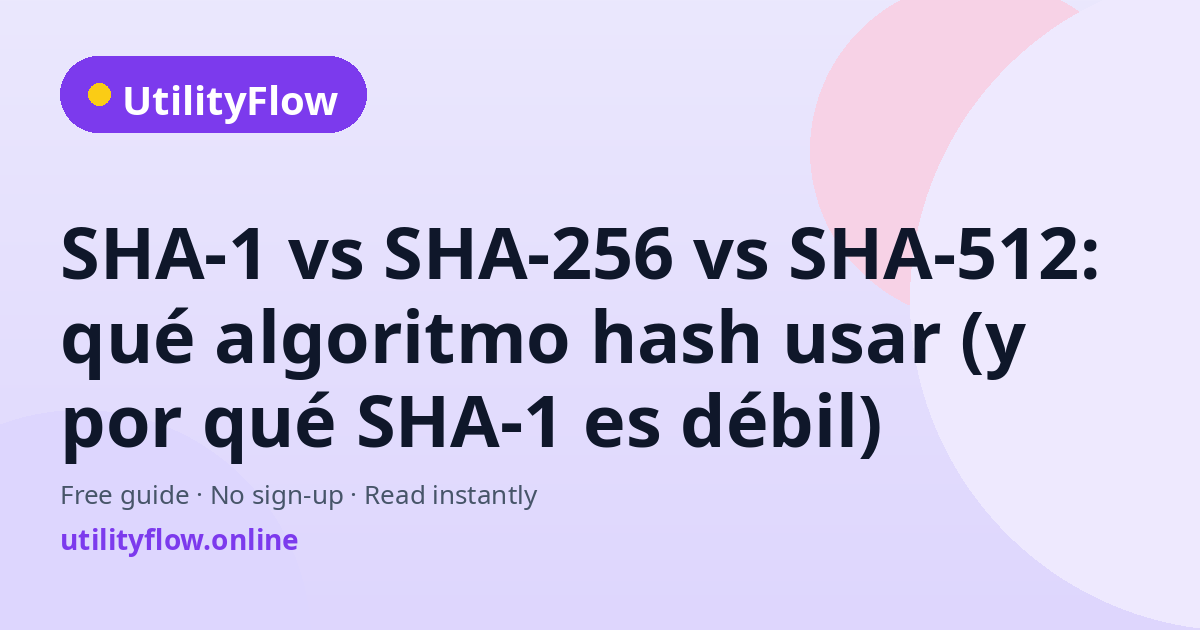 UtilityFlow
SHA-1 vs SHA-256 vs SHA-512:
qué algoritmo hash usar (y
por qué SHA-1 es débil)
Free guide · No sign-up · Read instantly
utilityflow.online